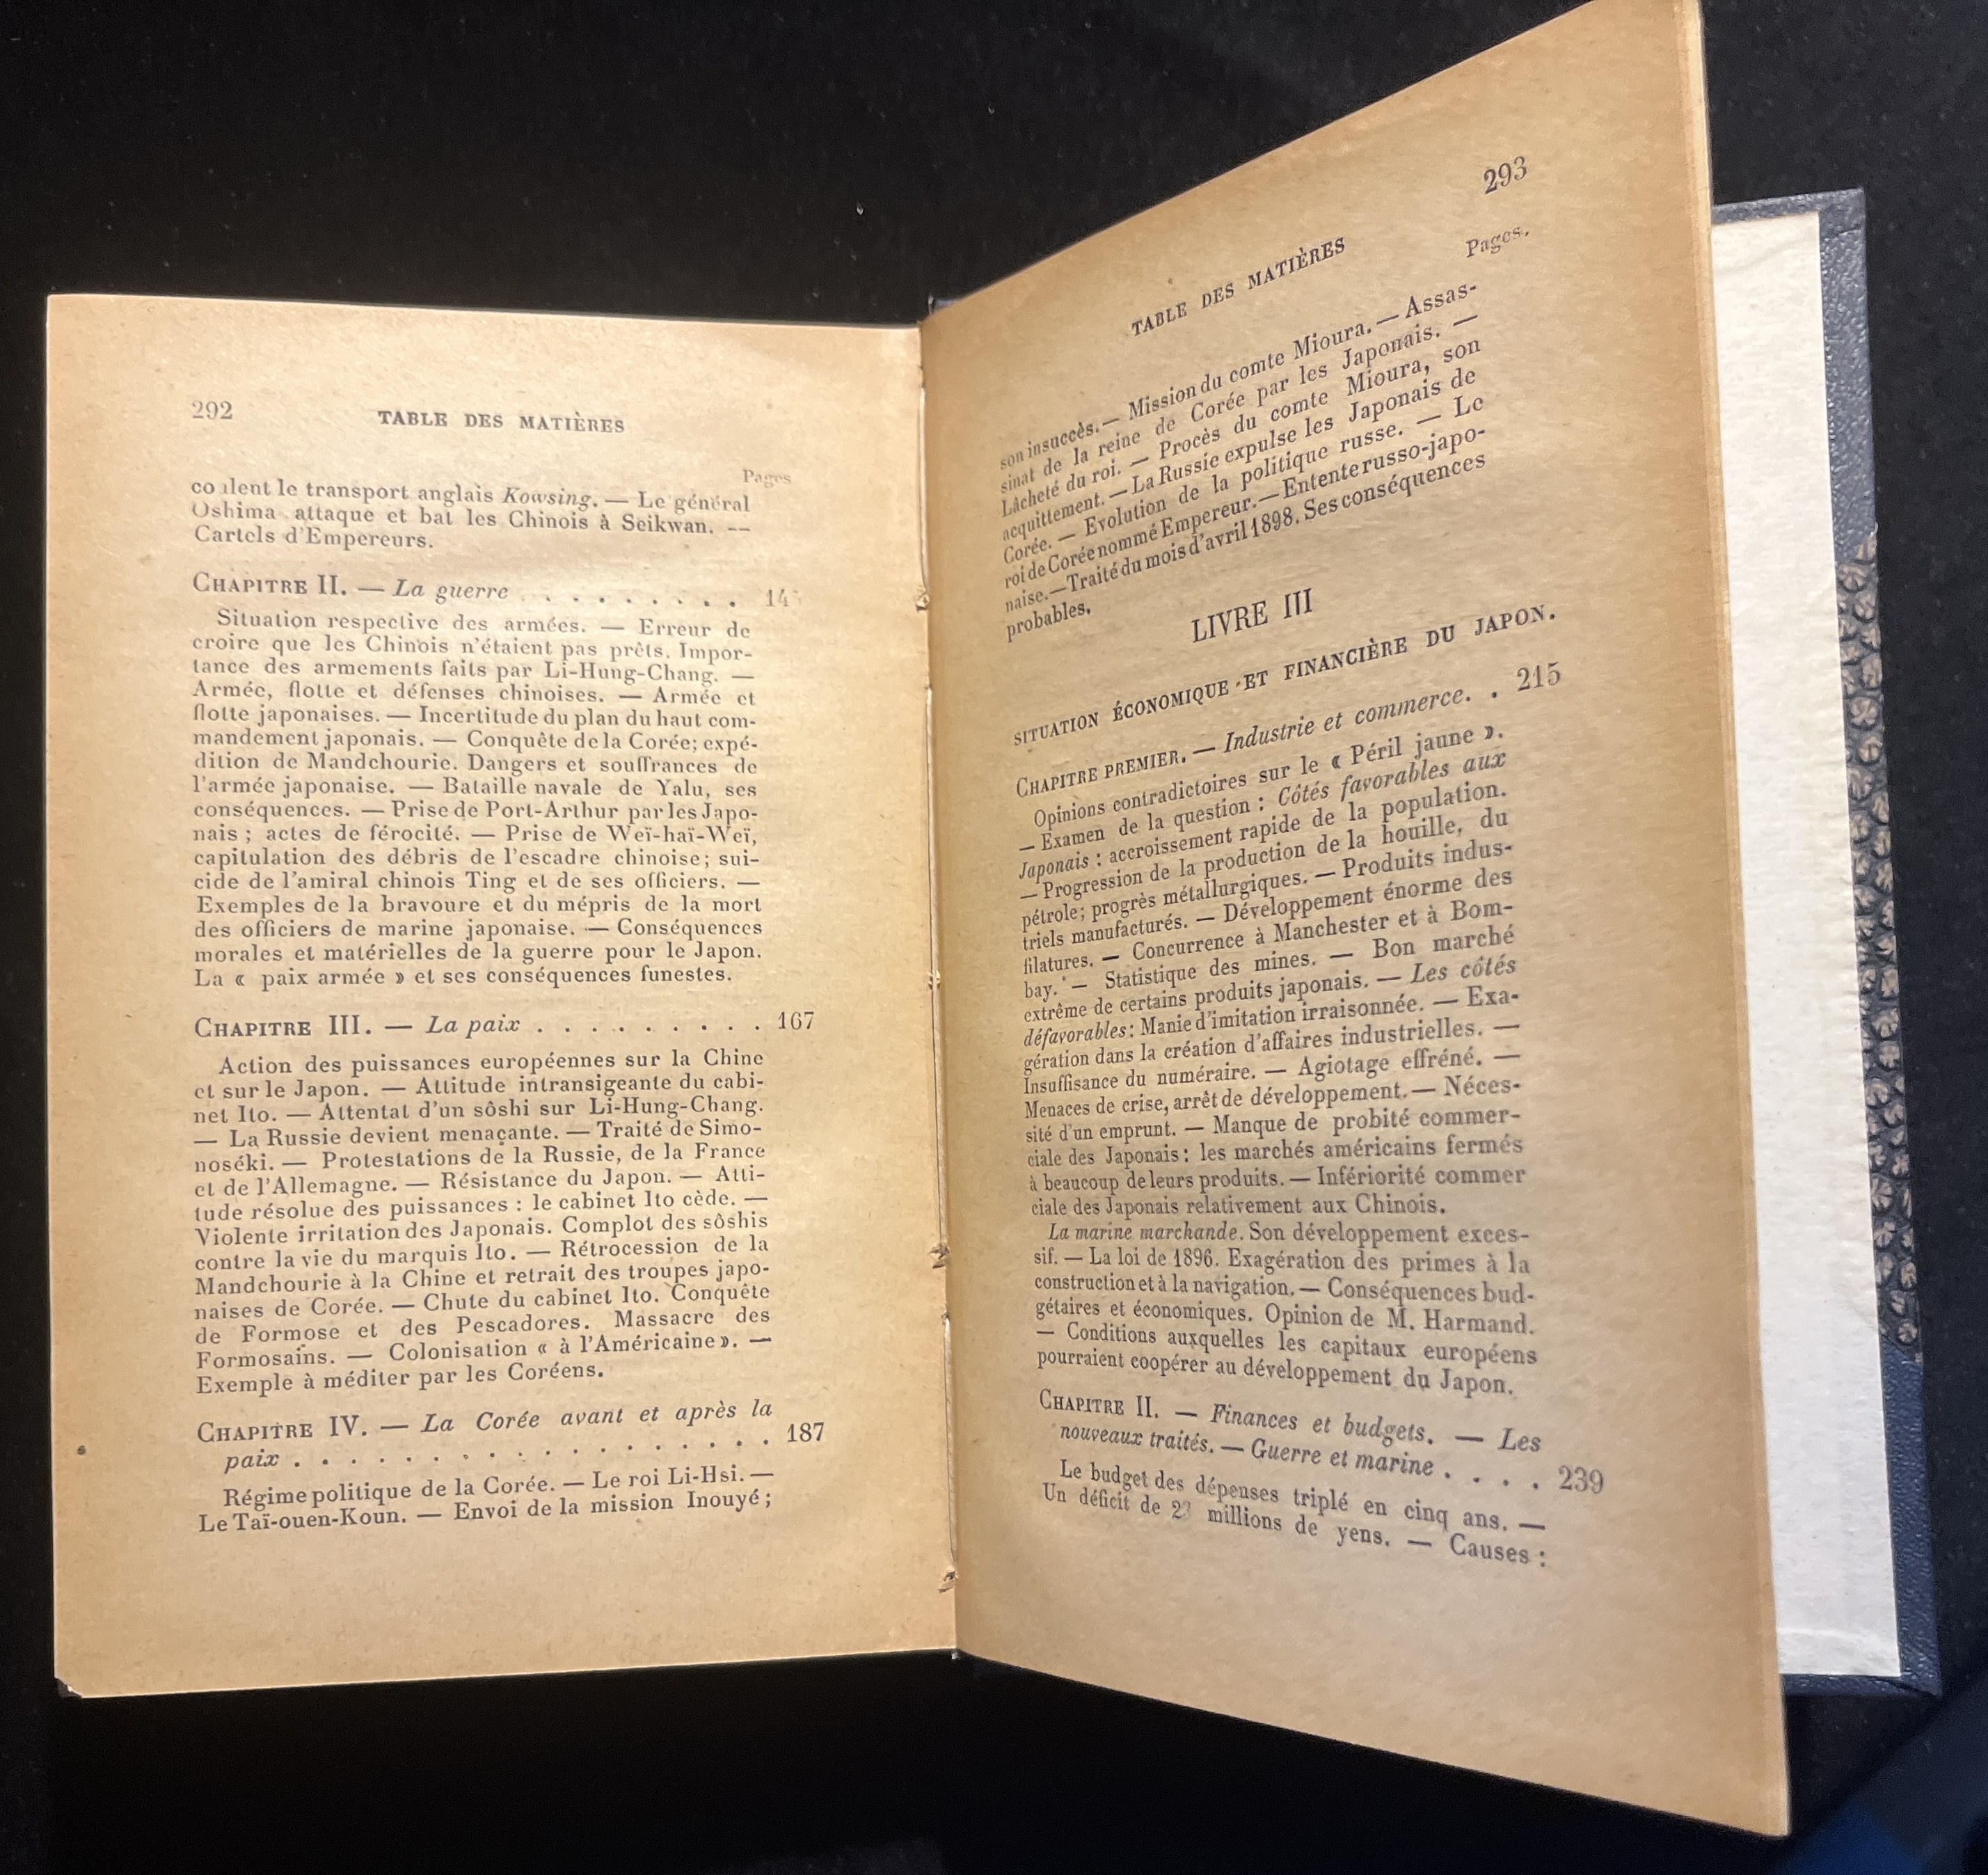 292
TABLE DES MATIÈRES
Pages
lent le transport anglais Kowsing. — Le général
Oshima attaque et bat les Chinois à Seikwan. —
Cartels d'Empereurs.
CHAPITRE II. — La guerre . . . . . . . . .
Situation respective des armées. — Erreur de
croire que les Chinois n'étaient pas prêts. Impor-
tance des armements faits par Li-Hung-Chang. —
Armée, flotte et défenses chinoises. — Armée et
flotte japonaises. — Incertitude du plan du haut com-
mandement japonais. — Conquête de la Corée; expé-
dition de Mandchourie. Dangers et souffrances de
l'armée japonaise. — Bataille navale de Yalu, ses
conséquences. — Prise de Port-Arthur par les Japo-
nais ; actes de férocité. — Prise de Weï-haï-Weï,
capitulation des débris de l'escadre chinoise; sui-
cide de l'amiral chinois Ting et de ses officiers. —
Exemples de la bravoure et du mépris de la mort
des officiers de marine japonaise. — Conséquences
morales et matérielles de la guerre pour le Japon.
La « paix armée » et ses conséquences funestes.
CHAPITRE III. — La paix . . . . . . . . . 167
Action des puissances européennes sur la Chine
et sur le Japon. — Attitude intransigeante du cabi-
net Ito. — Attentat d'un sôshi sur Li-Hung-Chang.
— La Russie devient menaçante. — Traité de Simo-
noséki. — Protestations de la Russie, de la France
et de l'Allemagne. — Résistance du Japon. — Atti-
tude résolue des puissances : le cabinet Ito cède. —
Violente irritation des Japonais. Complot des sôshis
contre la vie du marquis Ito. — Rétrocession de la
Mandchourie à la Chine et retrait des troupes japo-
naises de Corée. — Chute du cabinet Ito. Conquête
de Formose et des Pescadores. Massacre des
Formosains. — Colonisation « à l'Américaine ». —
Exemple à méditer par les Coréens.
CHAPITRE IV. — La Corée avant et après la
paix . . . . . . . . . . . . . . . . . 187
Régime politique de la Corée. — Le roi Li-Hsi. —
Le Taï-ouen-Koun. — Envoi de la mission Inouyé ;
293
TABLE DES MATIÈRES
Pages.
son insuccès. — Mission du comte Mioura. — Assas-
sinat de la reine de Corée par les Japonais. —
Lâcheté du roi. — Procès du comte Mioura, son
acquittement. — La Russie expulse les Japonais de
Corée. — Evolution de la politique russe. — Le
roi de Corée nommé Empereur. — Entente russo-japo-
naise. — Traité du mois d'avril 1898. Ses conséquences
probables.
LIVRE III
SITUATION ÉCONOMIQUE ET FINANCIÈRE DU JAPON.
CHAPITRE PREMIER. — Industrie et commerce. . 215
Opinions contradictoires sur le « Péril jaune ».
— Examen de la question : Côtés favorables aux
Japonais : accroissement rapide de la population.
— Progression de la production de la houille, du
pétrole; progrès métallurgiques. — Produits indus-
triels manufacturés. — Développement énorme des
filatures. — Concurrence à Manchester et à Bom-
bay. — Statistique des mines. — Bon marché
extrême de certains produits japonais. — Les côtés
défavorables : Manie d'imitation irraisonnée. — Exa-
gération dans la création d'affaires industrielles. —
Insuffisance du numéraire. — Agiotage effréné. —
Menaces de crise, arrêt de développement. — Néces-
sité d'un emprunt. — Manque de probité commer-
ciale des Japonais : les marchés américains fermés
à beaucoup de leurs produits. — Infériorité commer
ciale des Japonais relativement aux Chinois.
La marine marchande. Son développement exces-
sif. — La loi de 1896. Exagération des primes à la
construction et à la navigation. — Conséquences bud-
gétaires et économiques. Opinion de M. Harmand.
— Conditions auxquelles les capitaux européens
pourraient coopérer au développement du Japon.
CHAPITRE II. — Finances et budgets. — Les
nouveaux traités. — Guerre et marine . . . . 239
Le budget des dépenses triplé en cinq ans. —
Un déficit de millions de yens. — Causes :